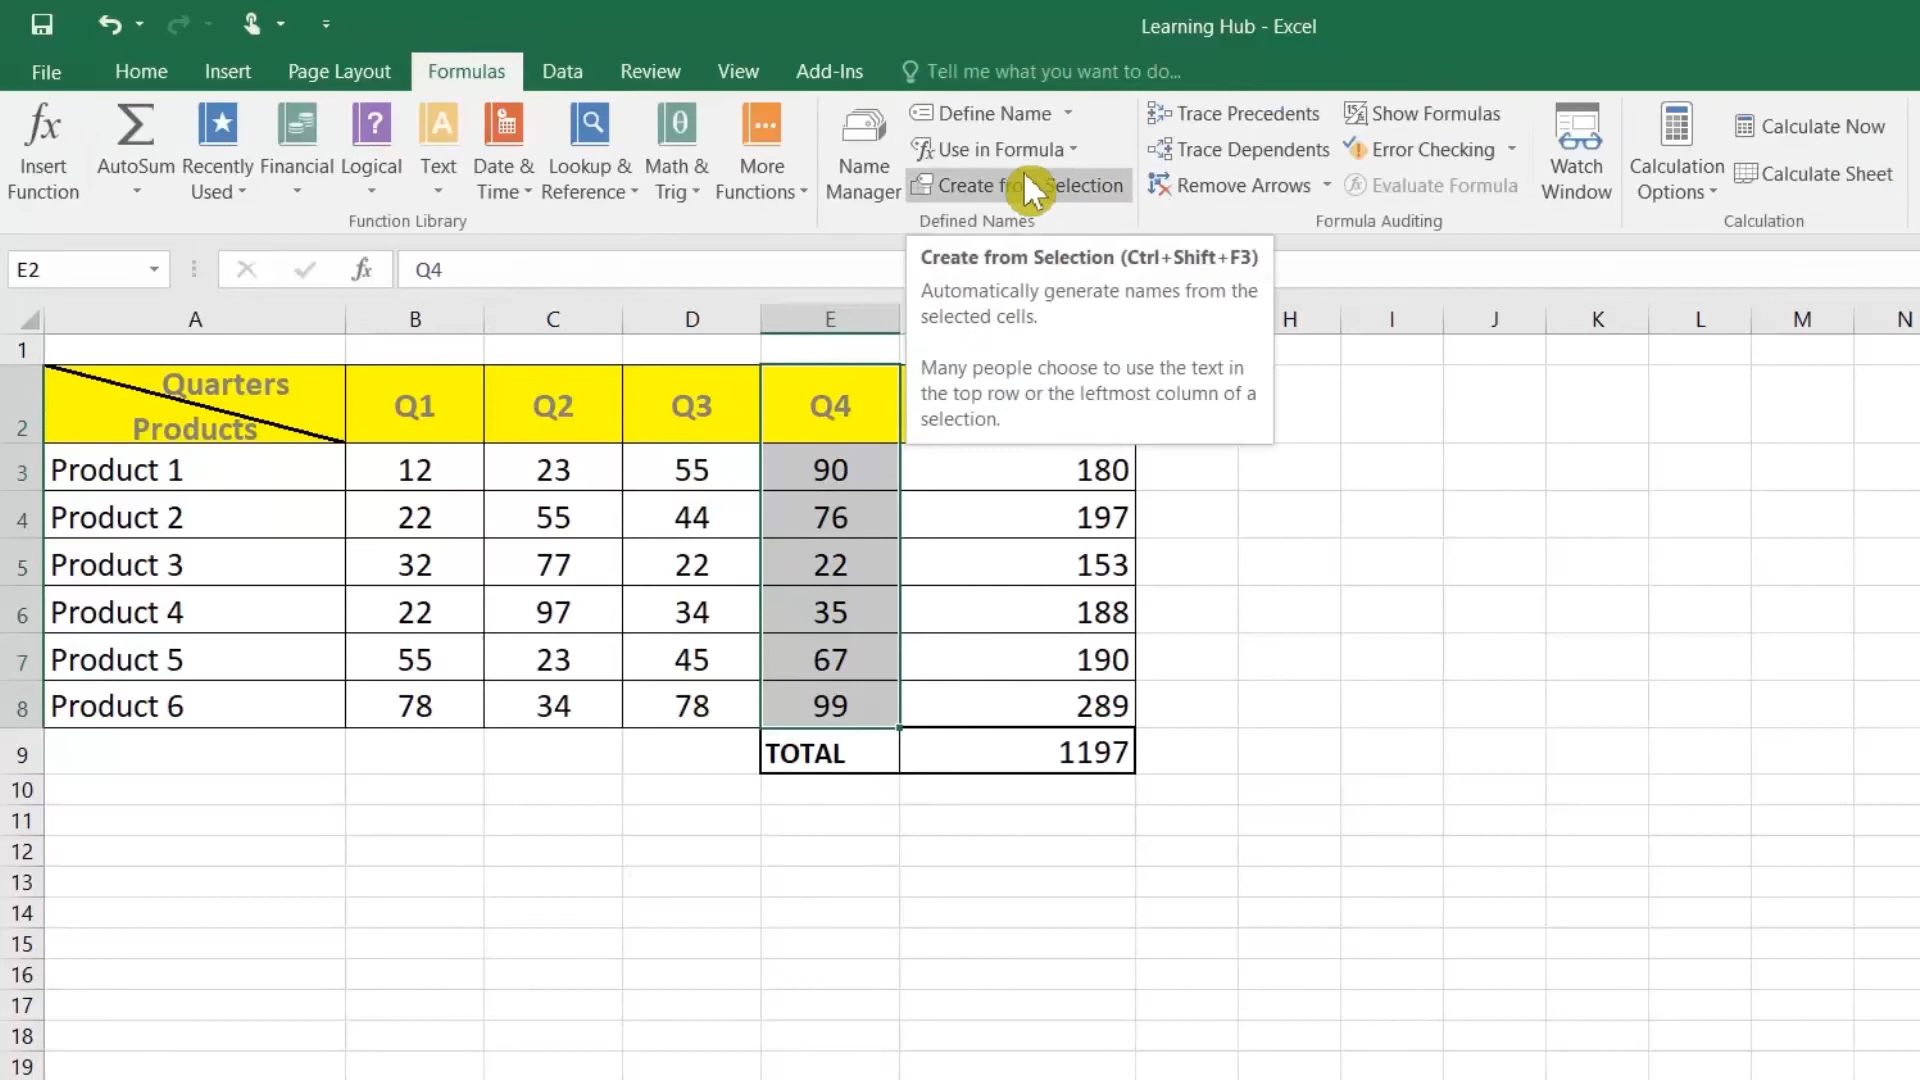 Learning Hub - Excel
File Home Insert Page Layout Formulas Data Review View Add-Ins Tell me what you want to do...
fx Insert Function
AutoSum
Recently Used
Financial
Logical
Text
Date & Time
Lookup & Reference
Math & Trig
More Functions
Function Library
Name Manager
Define Name
Use in Formula
Create from Selection
Defined Names
Trace Precedents
Trace Dependents
Remove Arrows
Show Formulas
Error Checking
Evaluate Formula
Formula Auditing
Watch Window
Calculation Options
Calculate Now
Calculate Sheet
Calculation
E2 fx Q4
Create from Selection (Ctrl+Shift+F3)
Automatically generate names from the
selected cells.
Many people choose to use the text in
the top row or the leftmost column of a
selection.
A B C D E H I J K L M N
1
Quarters
Products
2 Q1 Q2 Q3 Q4
3 Product 1 12 23 55 90 180
4 Product 2 22 55 44 76 197
5 Product 3 32 77 22 22 153
6 Product 4 22 97 34 35 188
7 Product 5 55 23 45 67 190
8 Product 6 78 34 78 99 289
9 TOTAL 1197
10
11
12
13
14
15
16
17
18
19